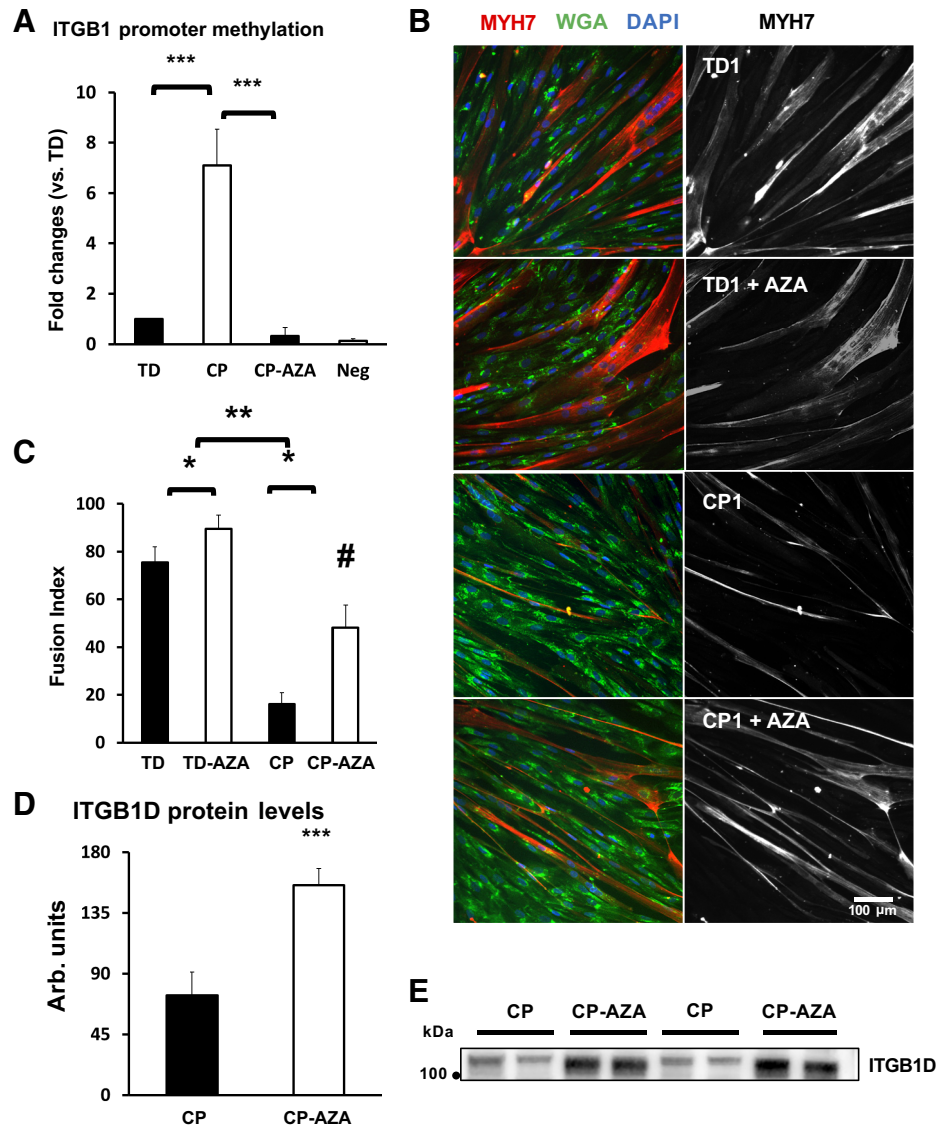 A ITGB1 promoter methylation
*** ***
Fold changes (vs. TD)
10
8
6
4
2
0
TD CP CP-AZA Neg
B MYH7 WGA DAPI MYH7
TD1
TD1 + AZA
CP1
CP1 + AZA
100 µm
C
**
* *
#
Fusion Index
100
80
60
40
20
0
TD TD-AZA CP CP-AZA
D ITGB1D protein levels
***
Arb. units
180
135
90
45
0
CP CP-AZA
E
CP CP-AZA CP CP-AZA
kDa
100
ITGB1D